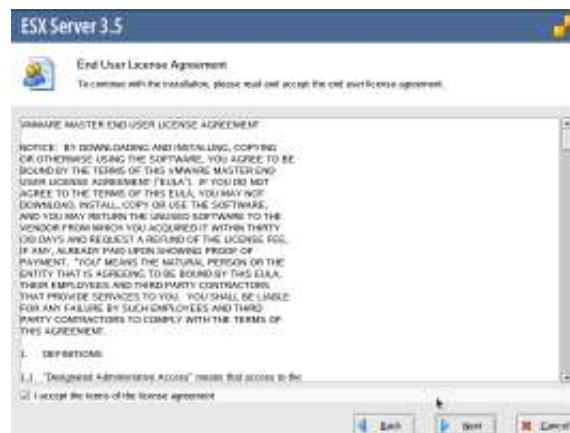 ESX Server 3.5
End User License Agreement
To continue with the installation, please read and accept the end user license agreement.
VMWARE MASTER END USER LICENSE AGREEMENT
NOTICE: BY DOWNLOADING AND INSTALLING, COPYING
OR OTHERWISE USING THE SOFTWARE, YOU AGREE TO BE
BOUND BY THE TERMS OF THIS VMWARE MASTER END
USER LICENSE AGREEMENT ("EULA"). IF YOU DO NOT
AGREE TO THE TERMS OF THIS EULA, YOU MAY NOT
DOWNLOAD, INSTALL, COPY OR USE THE SOFTWARE,
AND YOU MAY RETURN THE UNUSED SOFTWARE TO THE
VENDOR FROM WHICH YOU ACQUIRED IT WITHIN THIRTY
(30) DAYS AND REQUEST A REFUND OF THE LICENSE FEE,
IF ANY, ALREADY PAID UPON SHOWING PROOF OF
PAYMENT. "YOU" MEANS THE NATURAL PERSON OR THE
ENTITY THAT IS AGREEING TO BE BOUND BY THIS EULA,
THEIR EMPLOYEES AND THIRD PARTY CONTRACTORS
THAT PROVIDE SERVICES TO YOU. YOU SHALL BE LIABLE
FOR ANY FAILURE BY SUCH EMPLOYEES AND THIRD
PARTY CONTRACTORS TO COMPLY WITH THE TERMS OF
THIS AGREEMENT.
1. DEFINITIONS
1.1 "Designated Administrative Access" means that access to the
I accept the terms of the license agreement
Back
Next
Cancel